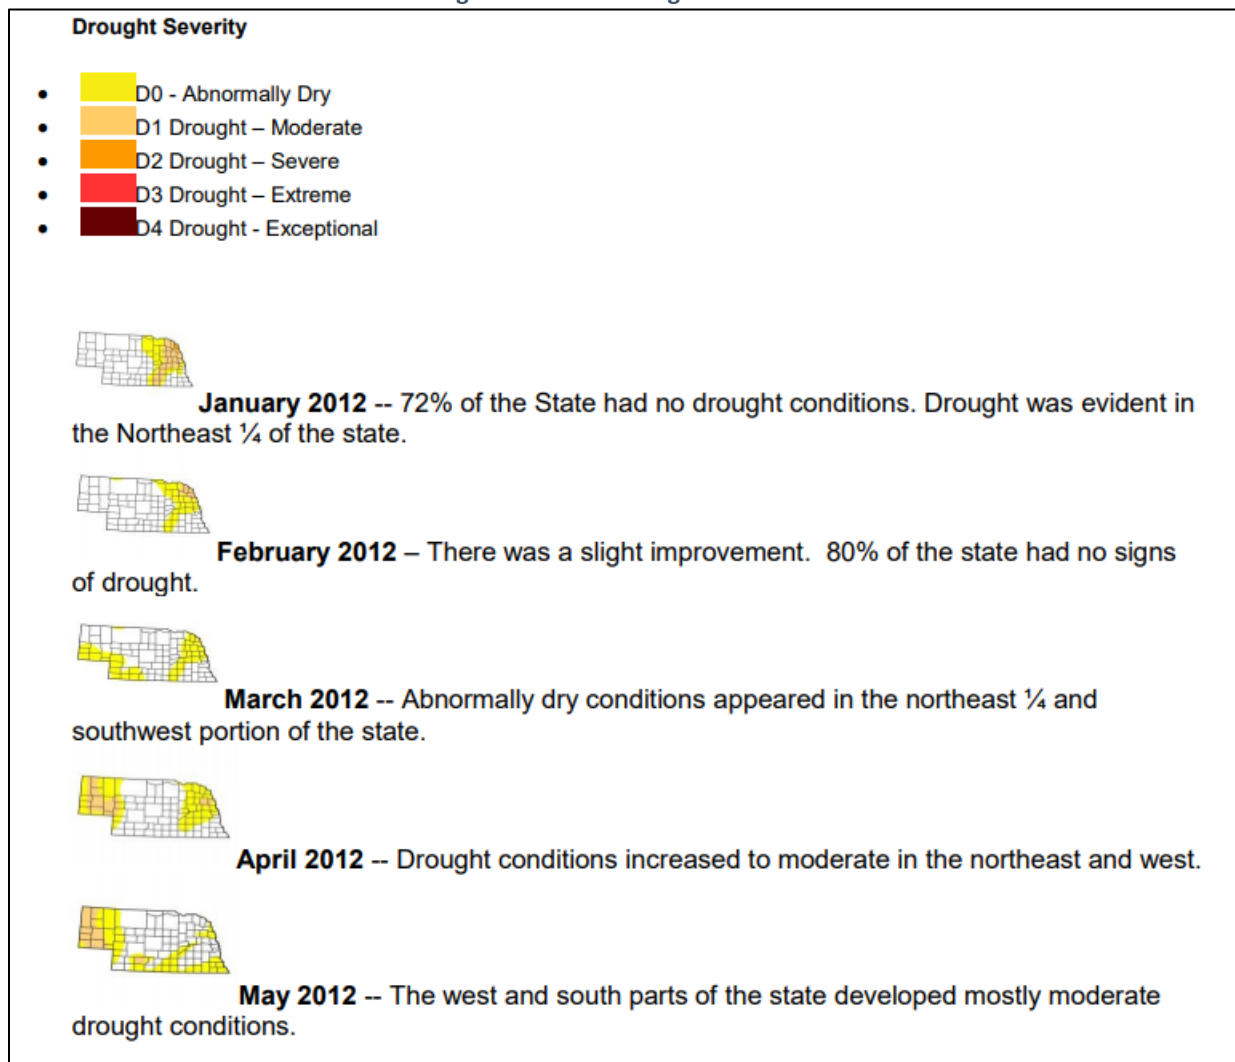 Drought Severity
• D0 - Abnormally Dry
• D1 Drought – Moderate
• D2 Drought – Severe
• D3 Drought – Extreme
• D4 Drought - Exceptional
January 2012 -- 72% of the State had no drought conditions. Drought was evident in
the Northeast ¼ of the state.
February 2012 – There was a slight improvement.  80% of the state had no signs
of drought.
March 2012 -- Abnormally dry conditions appeared in the northeast ¼ and
southwest portion of the state.
April 2012 -- Drought conditions increased to moderate in the northeast and west.
May 2012 -- The west and south parts of the state developed mostly moderate
drought conditions.